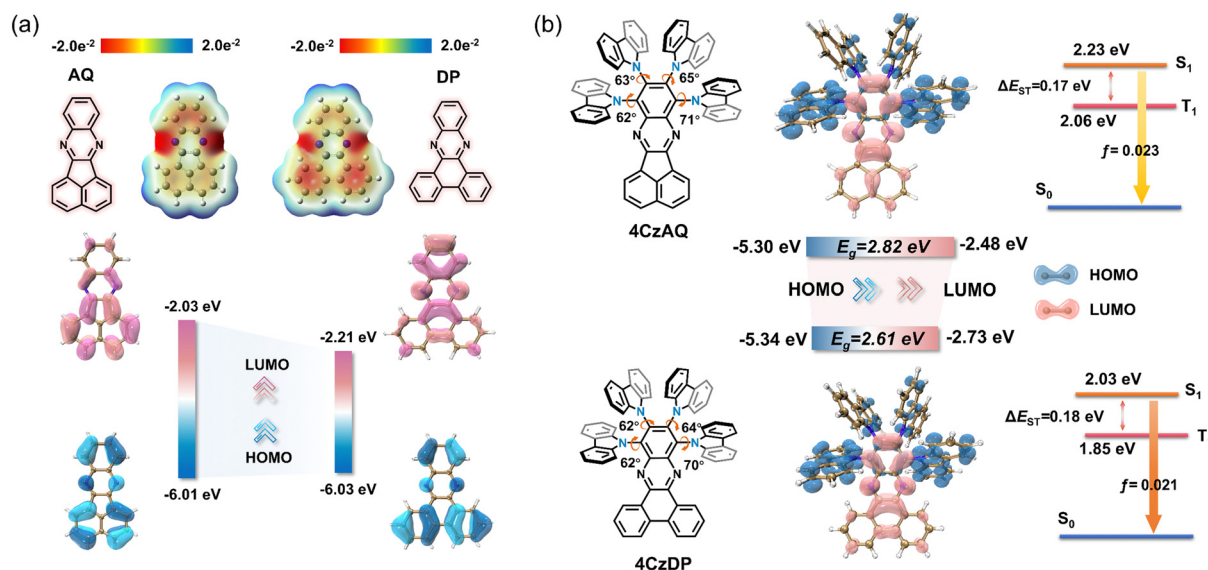 (a)
-2.0e⁻² 2.0e⁻² -2.0e⁻² 2.0e⁻²
AQ DP
N N
N N
-2.03 eV
-2.21 eV
LUMO
HOMO
-6.01 eV
-6.03 eV
(b)
N N
63° 65°
N N
62° 71°
N N
4CzAQ
2.23 eV
S₁
ΔE_ST=0.17 eV
T₁
2.06 eV
f = 0.023
S₀
-5.30 eV E_g=2.82 eV -2.48 eV
HOMO LUMO
-5.34 eV E_g=2.61 eV -2.73 eV
HOMO
LUMO
N N
62° 64°
N N
62° 70°
N N
4CzDP
2.03 eV
S₁
ΔE_ST=0.18 eV
T
1.85 eV
f = 0.021
S₀